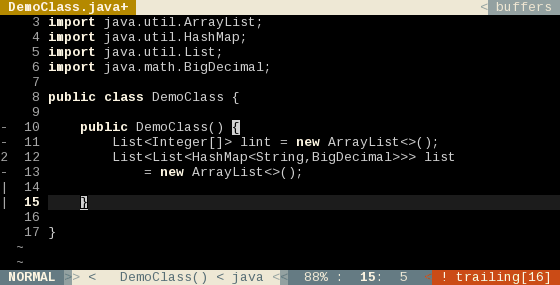 DemoClass.java+ < buffers
3 import java.util.ArrayList;
4 import java.util.HashMap;
5 import java.util.List;
6 import java.math.BigDecimal;
7
8 public class DemoClass {
9
- 10 public DemoClass() {
- 11 List<Integer[]> lint = new ArrayList<>();
2 12 List<List<HashMap<String,BigDecimal>>> list
- 13 = new ArrayList<>();
| 14
| 15 }
16
17 }
~
~
NORMAL >> < DemoClass() < java << 88% : 15: 5 ! trailing[16]